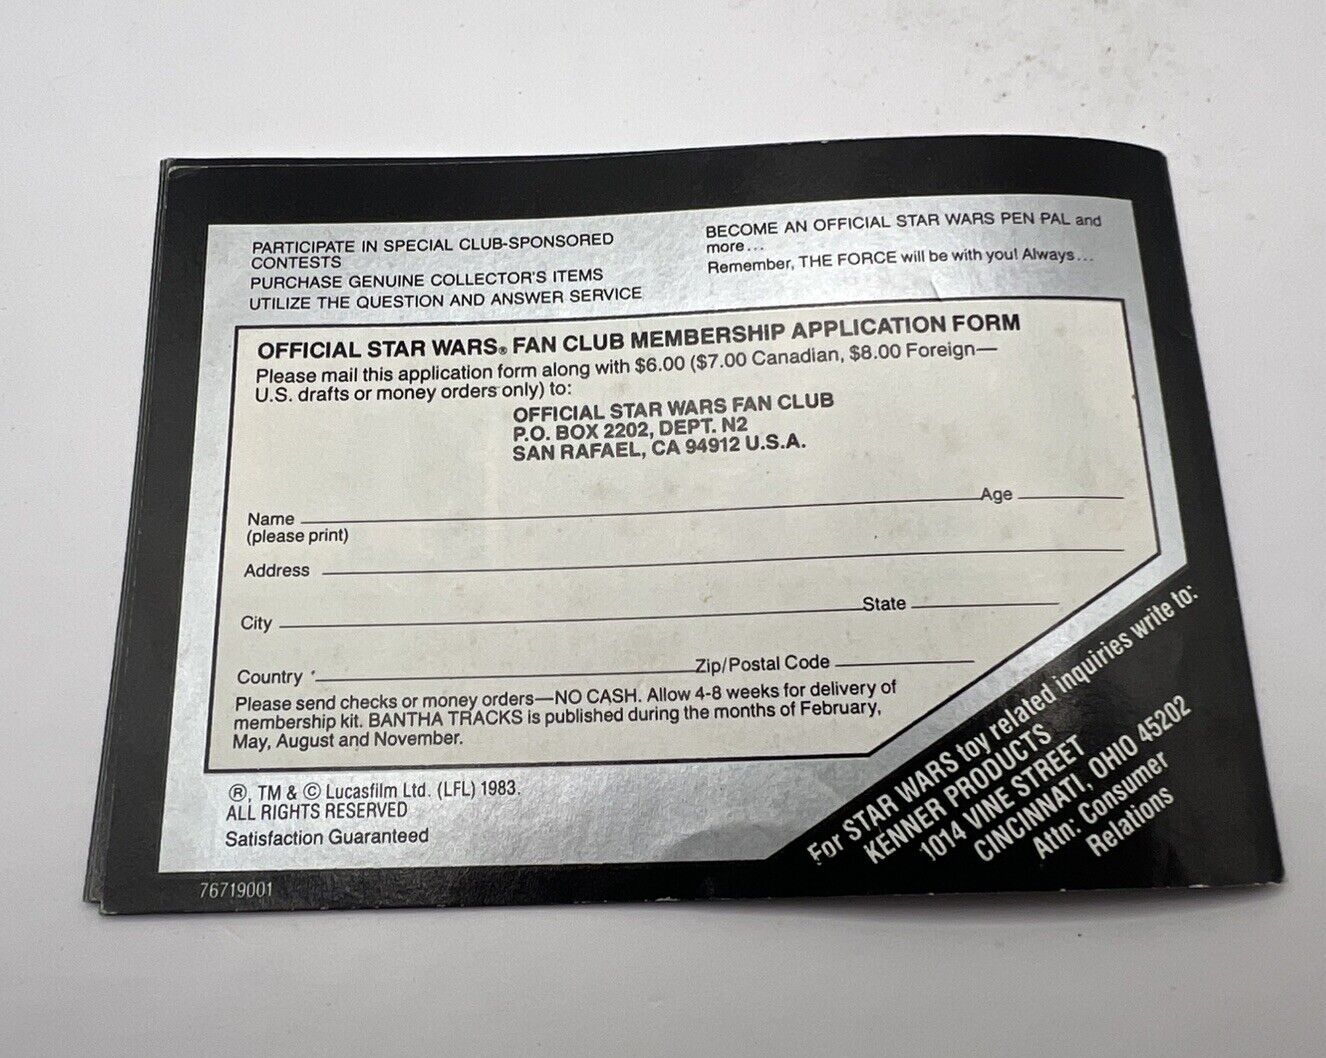 PARTICIPATE IN SPECIAL CLUB-SPONSORED
CONTESTS
PURCHASE GENUINE COLLECTOR'S ITEMS
UTILIZE THE QUESTION AND ANSWER SERVICE
BECOME AN OFFICIAL STAR WARS PEN PAL and
more...
Remember, THE FORCE will be with you! Always...
OFFICIAL STAR WARS® FAN CLUB MEMBERSHIP APPLICATION FORM
Please mail this application form along with $6.00 ($7.00 Canadian, $8.00 Foreign—
U.S. drafts or money orders only) to:
OFFICIAL STAR WARS FAN CLUB
P.O. BOX 2202, DEPT. N2
SAN RAFAEL, CA 94912 U.S.A.
Name Age
(please print)
Address
City State
Country Zip/Postal Code
Please send checks or money orders—NO CASH. Allow 4-8 weeks for delivery of
membership kit. BANTHA TRACKS is published during the months of February,
May, August and November.
®, TM & © Lucasfilm Ltd. (LFL) 1983.
ALL RIGHTS RESERVED
Satisfaction Guaranteed
76719001
For STAR WARS toy related inquiries write to:
KENNER PRODUCTS
1014 VINE STREET
CINCINNATI, OHIO 45202
Attn: Consumer
Relations